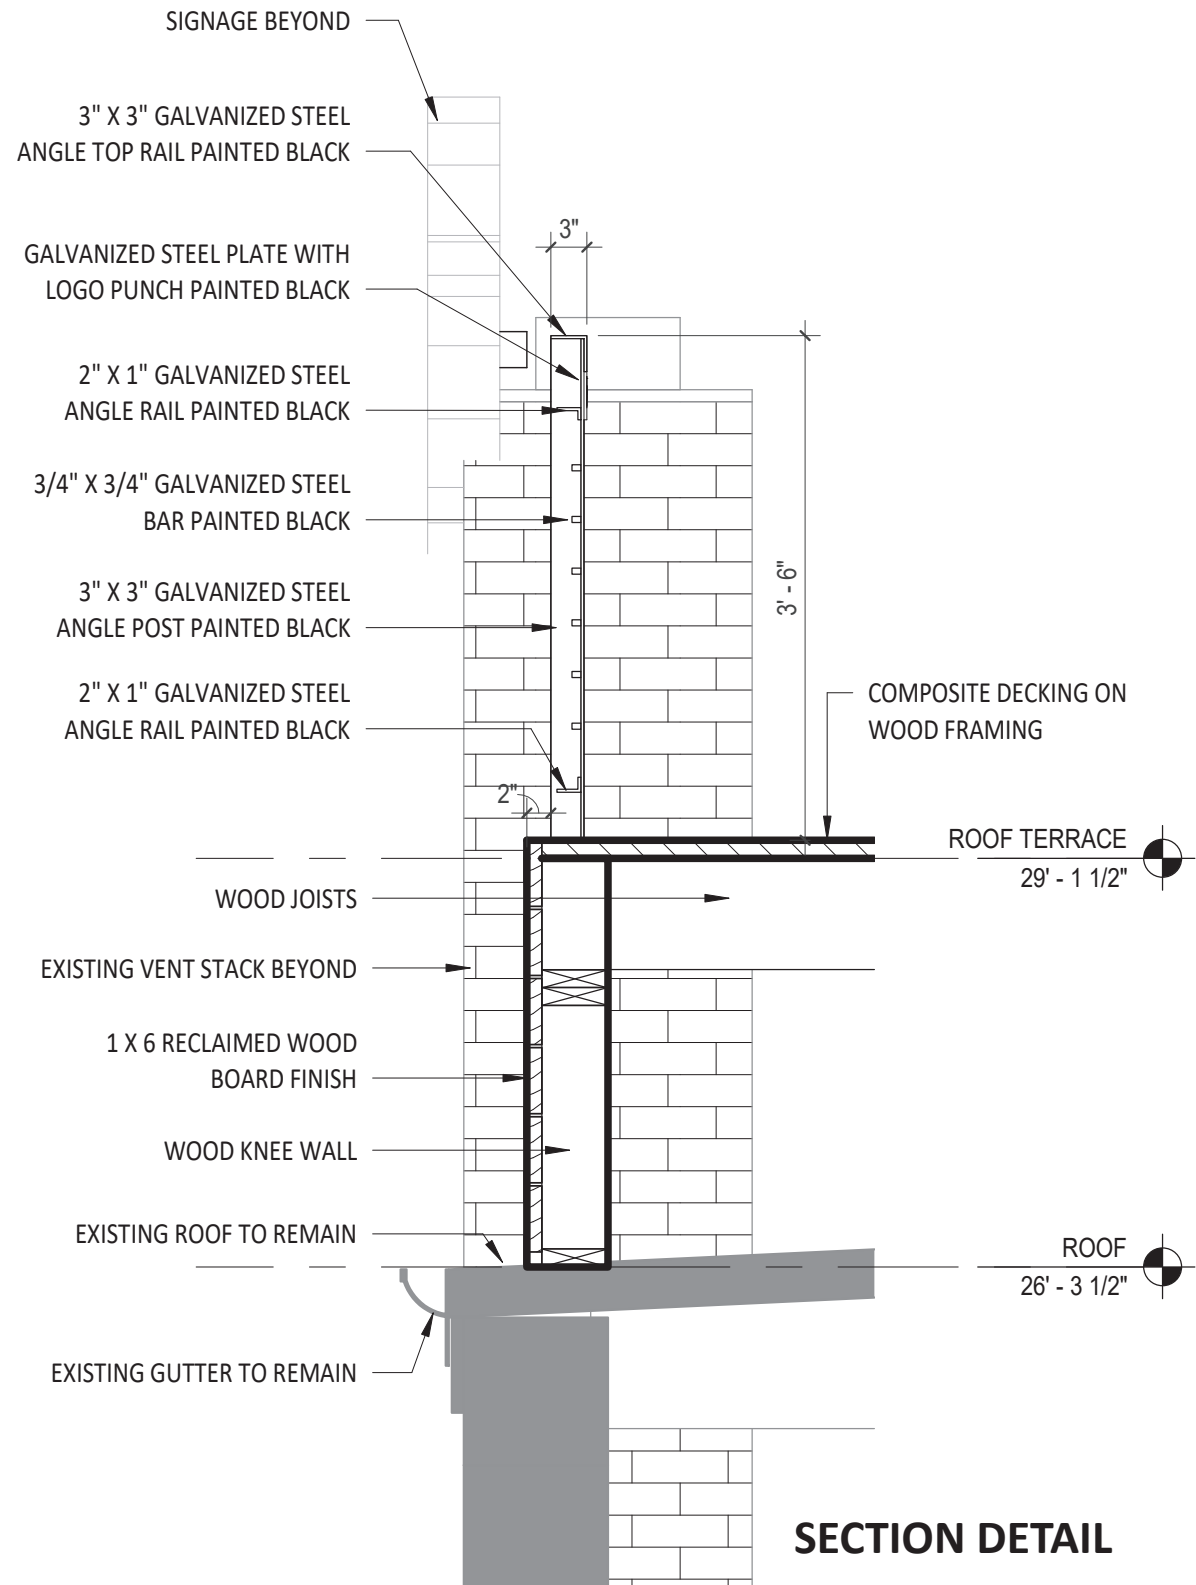 SIGNAGE BEYOND
3" X 3" GALVANIZED STEEL
ANGLE TOP RAIL PAINTED BLACK
3"
GALVANIZED STEEL PLATE WITH
LOGO PUNCH PAINTED BLACK
2" X 1" GALVANIZED STEEL
ANGLE RAIL PAINTED BLACK
3/4" X 3/4" GALVANIZED STEEL
BAR PAINTED BLACK
3' - 6"
3" X 3" GALVANIZED STEEL
ANGLE POST PAINTED BLACK
2" X 1" GALVANIZED STEEL
ANGLE RAIL PAINTED BLACK
COMPOSITE DECKING ON
WOOD FRAMING
2"
ROOF TERRACE
29' - 1 1/2"
WOOD JOISTS
EXISTING VENT STACK BEYOND
1 X 6 RECLAIMED WOOD
BOARD FINISH
WOOD KNEE WALL
EXISTING ROOF TO REMAIN
ROOF
26' - 3 1/2"
EXISTING GUTTER TO REMAIN
SECTION DETAIL